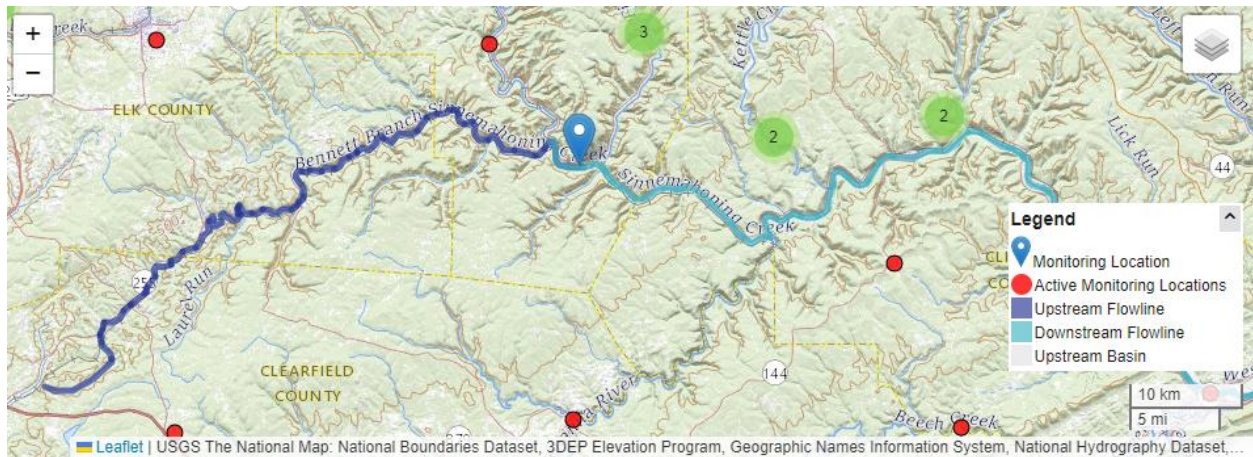 +
−
ELK COUNTY
Bennett Branch Sinnemahoning Creek
3
Kettle C
2
2
Lick Run
44
Sinnemahoning Creek
255
Laurel Run
CLEARFIELD
COUNTY
144
Beech Creek
Legend
Monitoring Location
Active Monitoring Locations
Upstream Flowline
Downstream Flowline
Upstream Basin
10 km
5 mi
Leaflet | USGS The National Map: National Boundaries Dataset, 3DEP Elevation Program, Geographic Names Information System, National Hydrography Dataset,...